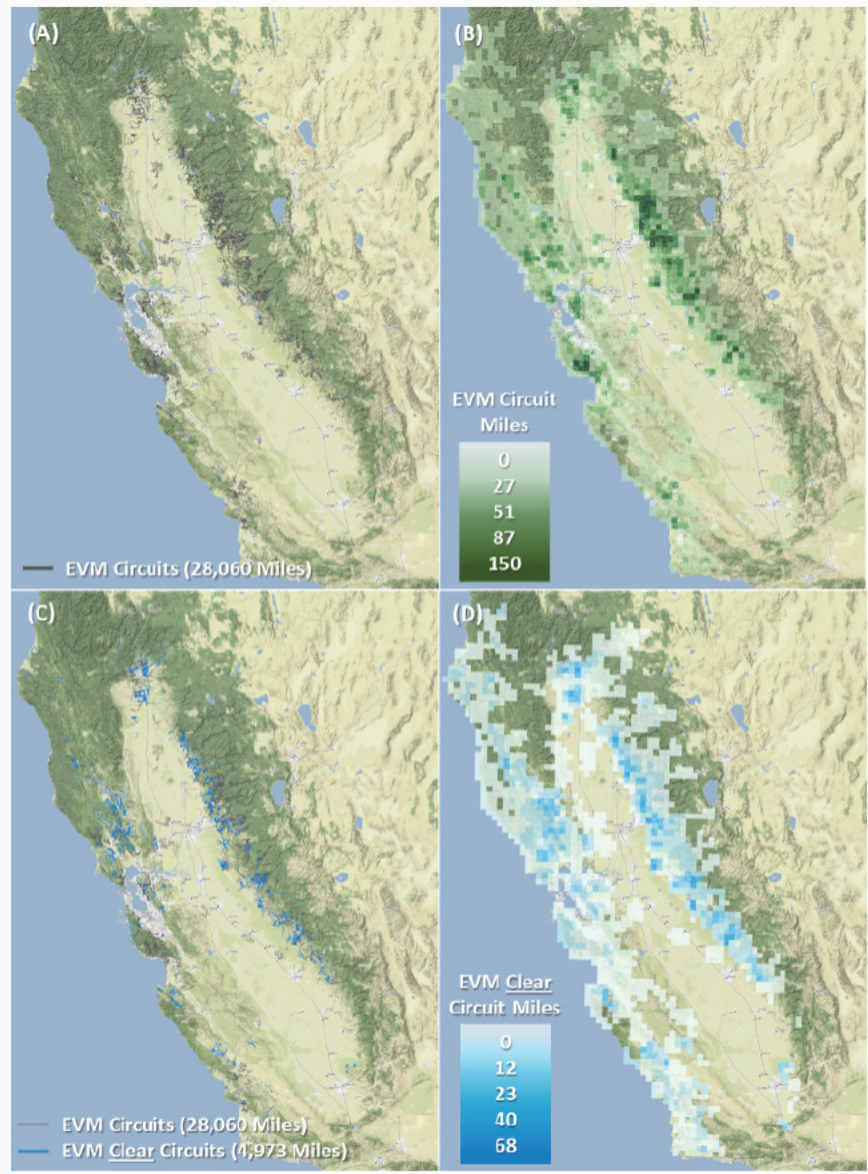 (A)
(B)
EVM Circuit
Miles
0
27
51
87
150
EVM Circuits (28,060 Miles)
(C)
(D)
EVM Clear
Circuit Miles
0
12
23
40
68
EVM Circuits (28,060 Miles)
EVM Clear Circuits (4,973 Miles)